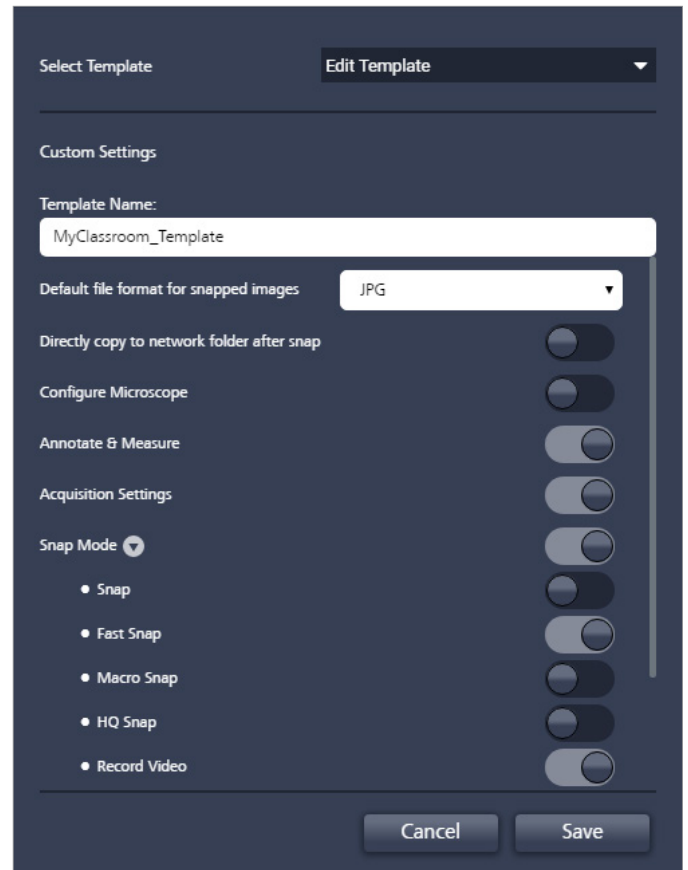 Select Template Edit Template
Custom Settings
Template Name:
MyClassroom_Template
Default file format for snapped images JPG
Directly copy to network folder after snap
Configure Microscope
Annotate & Measure
Acquisition Settings
Snap Mode
• Snap
• Fast Snap
• Macro Snap
• HQ Snap
• Record Video
Cancel Save